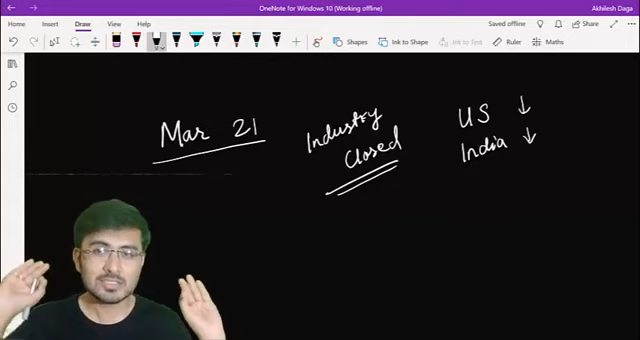 OneNote for Windows 10 (Working offline)
Akhilesh Daga
Home Insert Draw View Help
Saved offline Share
Shapes Ink to Shape Ink to Text Ruler Maths
Mar 21
Industry
Closed
US ↓
India ↓